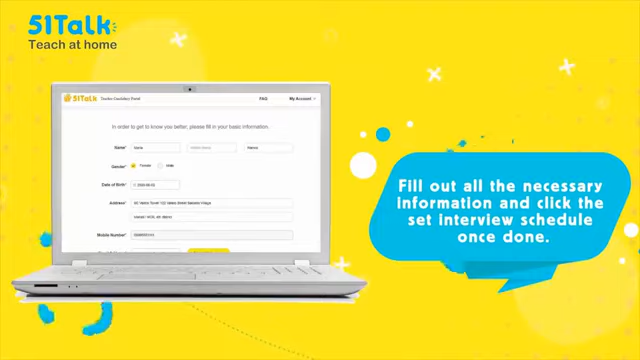 51Talk
Teach at home
51Talk Teacher Candidate Portal FAQ My Account
In order to get to know you better, please fill in your basic information.
Name*
Gender* Female Male
Date of Birth*
Address*
Mobile Number*
Fill out all the necessary
information and click the
set interview schedule
once done.